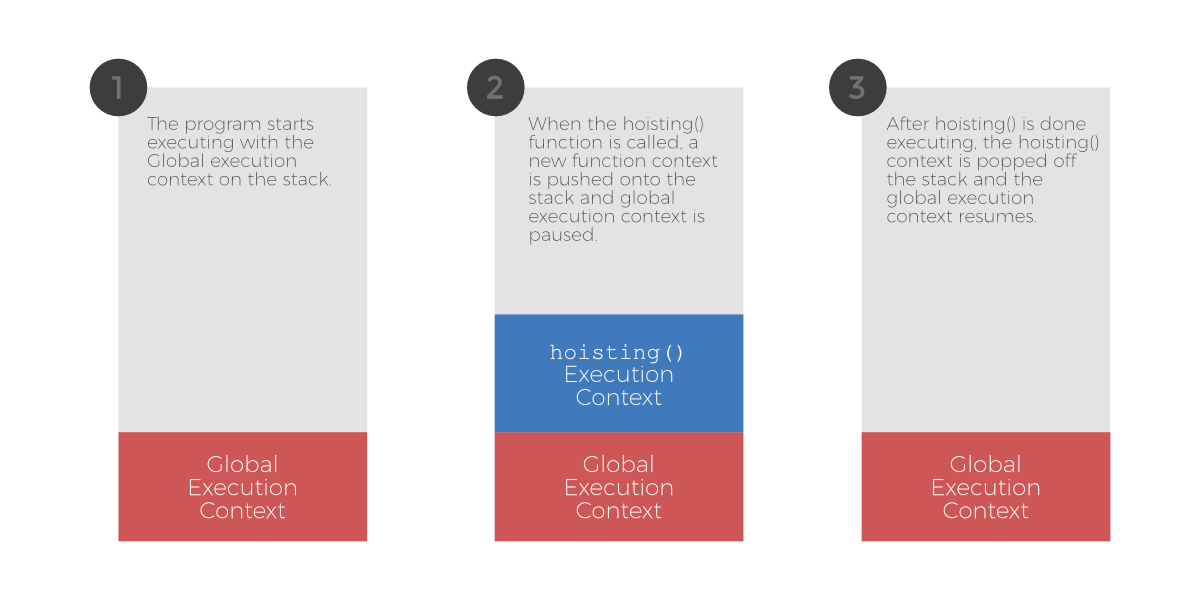 1
The program starts
executing with the
Global execution
context on the stack.
Global
Execution
Context
2
When the hoisting()
function is called, a
new function context
is pushed onto the
stack and global
execution context is
paused.
hoisting()
Execution
Context
Global
Execution
Context
3
After hoisting() is done
executing, the hoisting()
context is popped off
the stack and the
global execution
context resumes.
Global
Execution
Context